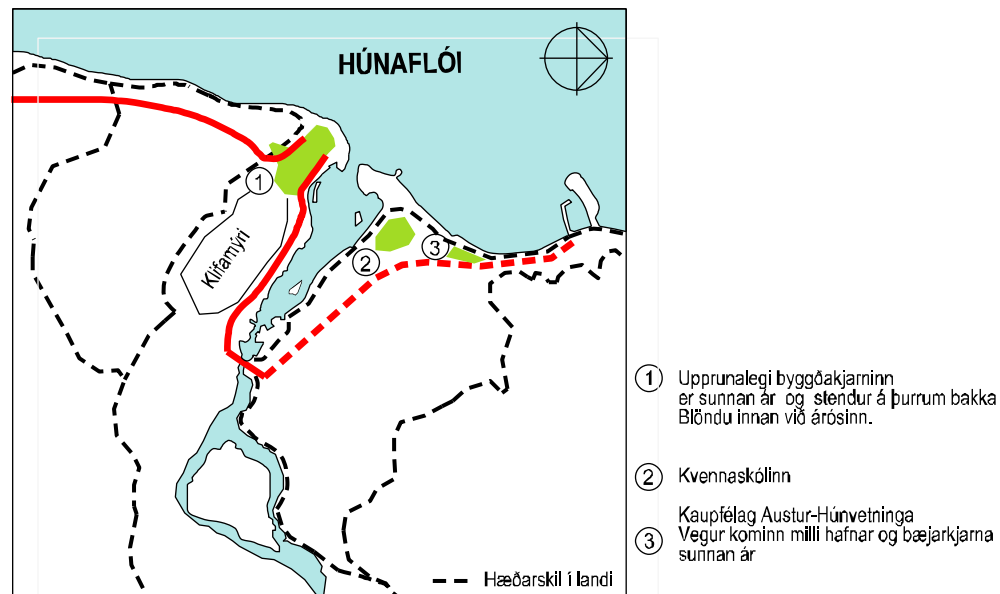 HÚNAFLÓI
1
Klifamýri
2
3
1 Upprunalegi byggðakjarninn
er sunnan ár og stendur á þurrum bakka
Blöndu innan við árósinn.
2 Kvennaskólinn
Kaupfélag Austur-Húnvetninga
3 Vegur kominn milli hafnar og bæjarkjarna
sunnan ár
Hæðarskil í landi